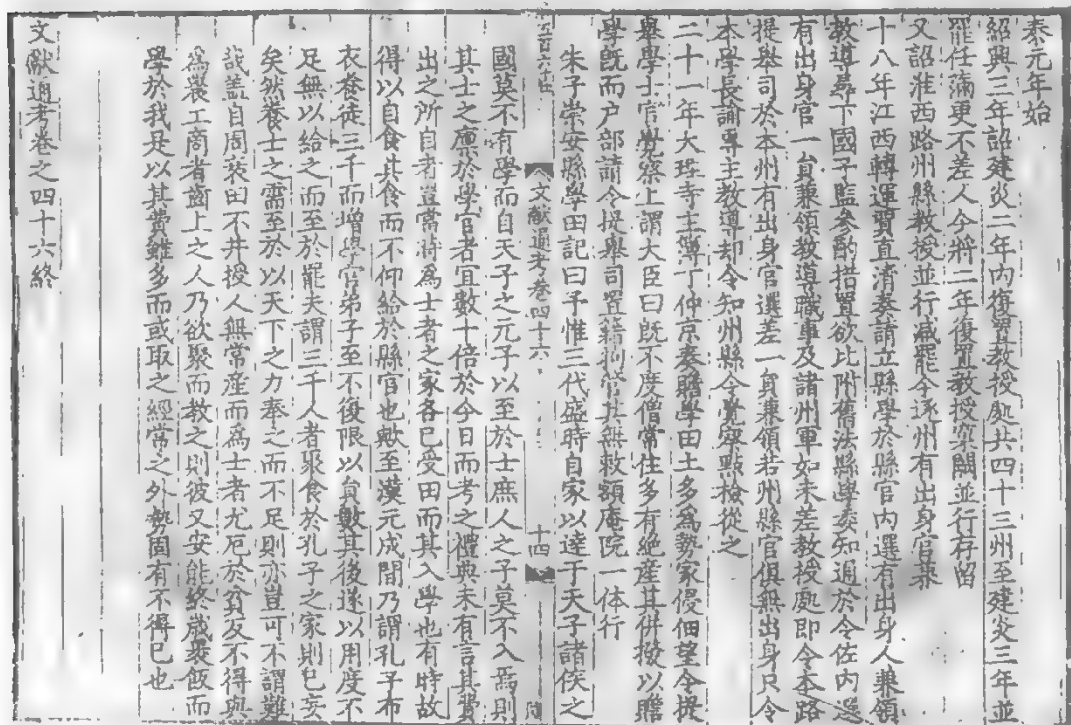 秦元年始
紹興三年詔建炎二年內復置教授處共四十三州至建炎三年並
罷任滿更不差人今將二年復置教授窠闕並行存留
又詔淮西路州縣教授並行減罷令逐州有出身官兼
十八年江西轉運賈直清奏請立縣學於縣官內選有出身人兼領
教導尋下國子監參酌措置欲比附舊法縣學委知通於令佐內選
有出身官一員兼領教導職事及諸州軍如未差教授處即令本路
提舉司於本州有出身官選差一員兼領若州縣官俱無出身只令
本學長諭專主教導却令知州縣令覺察點檢從之
二十一年大理寺主簿丁仲京奏贍學田土多為勢家侵佃望令提
舉學士官覺察上謂大臣曰既不度僧常住多有絕產其併撥以贍
學既而戶部請令提舉司置籍拘管其無敕額庵院一体行
朱子崇安縣學田記曰予惟三代盛時自家以達于天子諸侯之
文獻通考卷四十六
十四
國莫不有學而自天子之元子以至於士庶人之子莫不入焉則
其士之廩於學官者宜數十倍於今日而考之禮典未有言其費
出之所自者豈當時為士者之家各已受田而其入學也有時故
得以自食其食而不仰給於縣官也歟至漢元成間乃謂孔子布
衣養徒三千而增學官弟子至不復限以員數其後遂以用度不
足無以給之而至於罷夫謂三千人者聚食於孔子之家則已妄
矣然養士之需至於以天下之力奉之而不足則亦豈可不謂難
哉蓋自周衰田不井授人無常產而為士者尤厄於貧反不得與
為農工商者齒上之人乃欲聚而教之則彼又安能終歲裹飯而
學於我是以其費雖多而或取之經常之外勢固有不得已也
文獻通考卷之四十六終